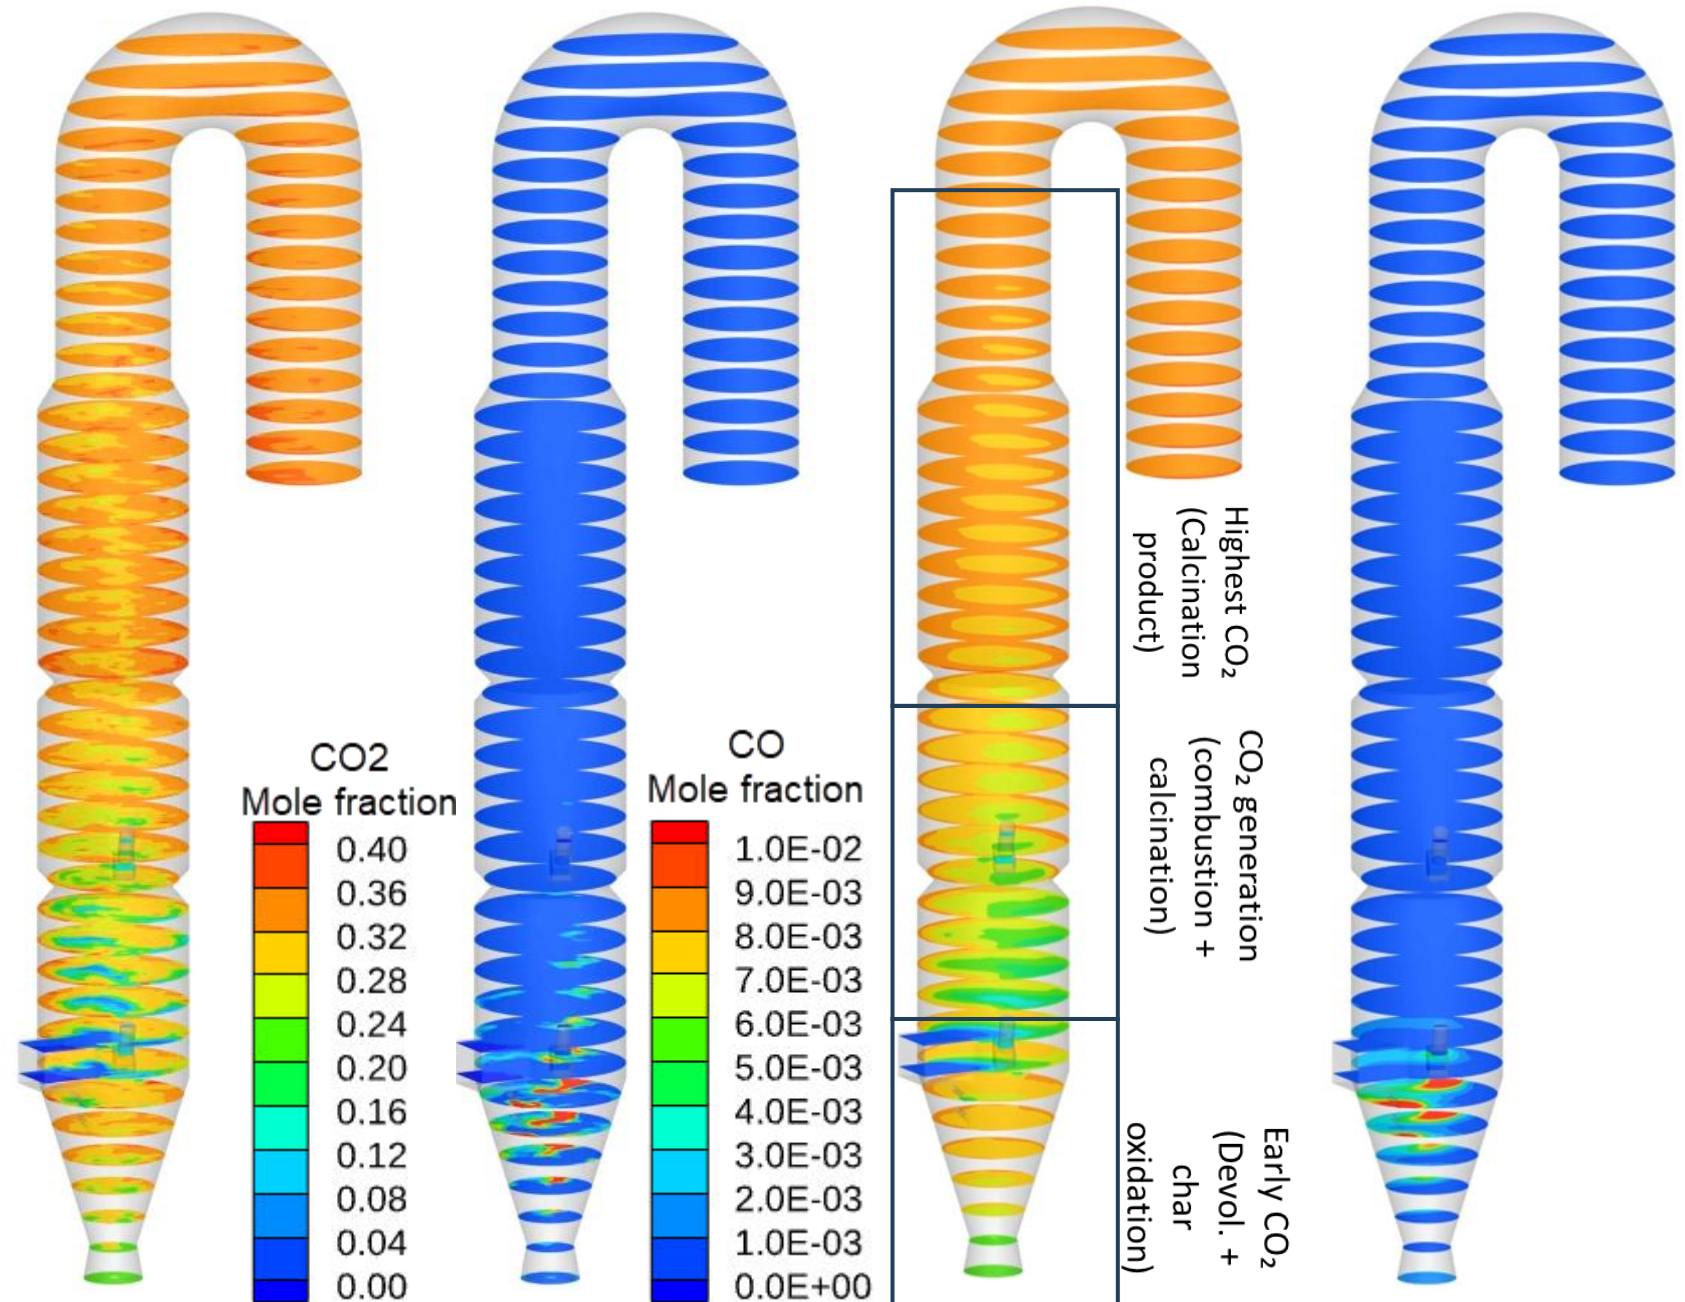 CO2
Mole fraction
0.40
0.36
0.32
0.28
0.24
0.20
0.16
0.12
0.08
0.04
0.00
CO
Mole fraction
1.0E-02
9.0E-03
8.0E-03
7.0E-03
6.0E-03
5.0E-03
4.0E-03
3.0E-03
2.0E-03
1.0E-03
0.0E+00
Highest CO₂
(Calcination
product)
CO₂ generation
(combustion +
calcination)
Early CO₂
(Devol. +
char
oxidation)